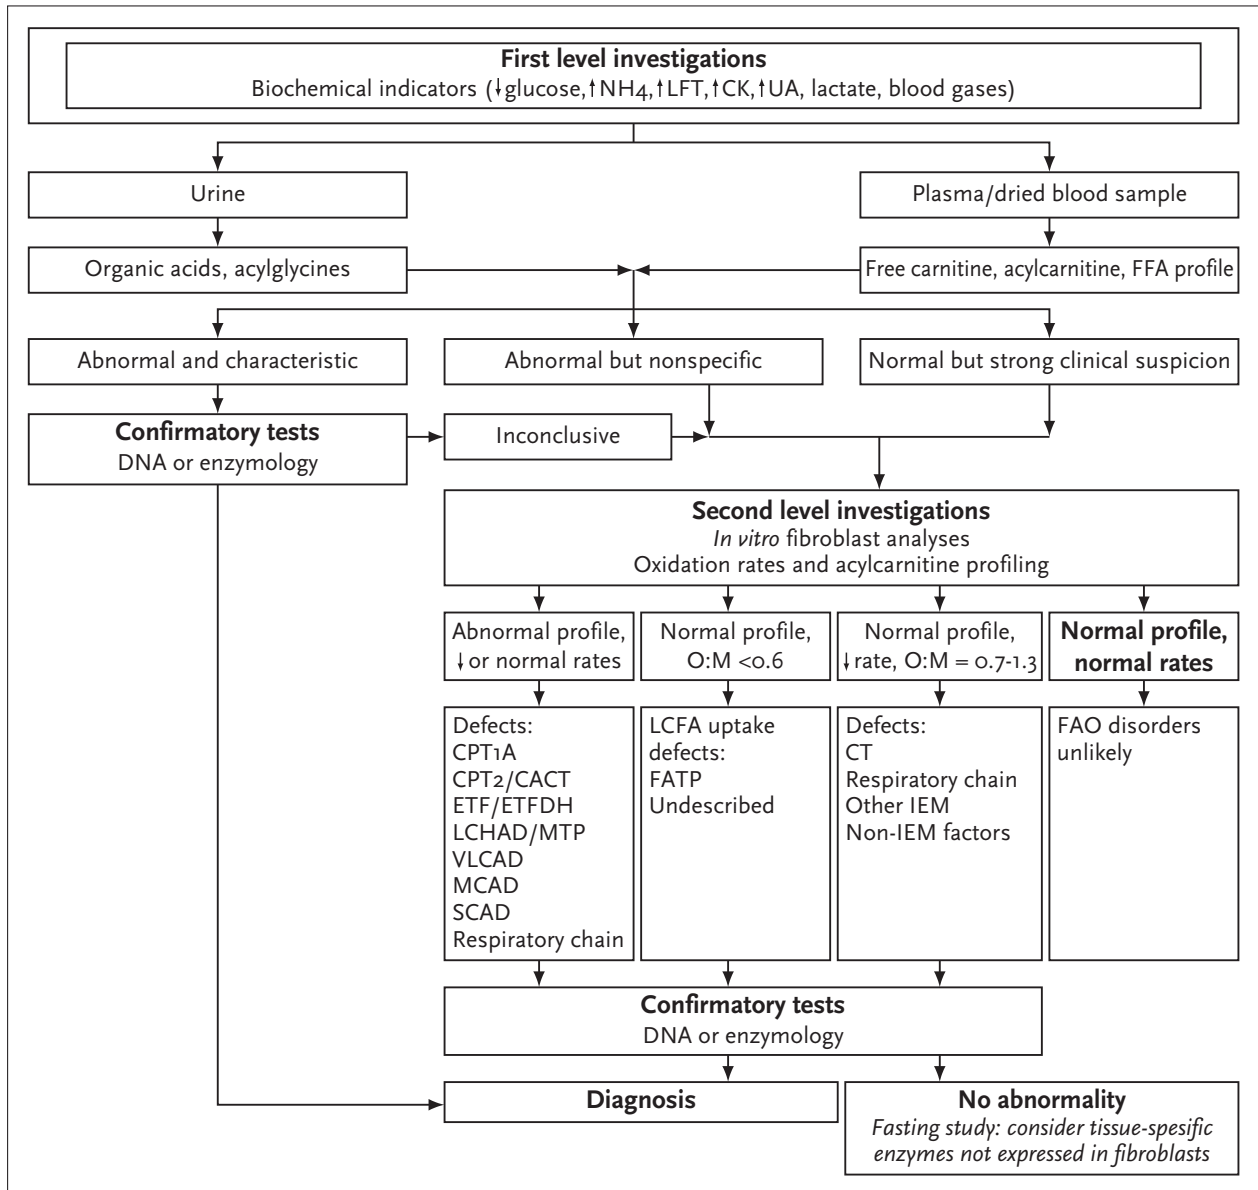 First level investigations
Biochemical indicators (↓glucose,↑NH4,↑LFT,↑CK,↑UA, lactate, blood gases)
Urine
Plasma/dried blood sample
Organic acids, acylglycines
Free carnitine, acylcarnitine, FFA profile
Abnormal and characteristic
Abnormal but nonspecific
Normal but strong clinical suspicion
Confirmatory tests
DNA or enzymology
Inconclusive
Second level investigations
In vitro fibroblast analyses
Oxidation rates and acylcarnitine profiling
Abnormal profile,
↓ or normal rates
Normal profile,
O:M <0.6
Normal profile,
↓rate, O:M = 0.7-1.3
Normal profile,
normal rates
Defects:
CPT1A
CPT2/CACT
ETF/ETFDH
LCHAD/MTP
VLCAD
MCAD
SCAD
Respiratory chain
LCFA uptake
defects:
FATP
Undescribed
Defects:
CT
Respiratory chain
Other IEM
Non-IEM factors
FAO disorders
unlikely
Confirmatory tests
DNA or enzymology
Diagnosis
No abnormality
Fasting study: consider tissue-spesific
enzymes not expressed in fibroblasts